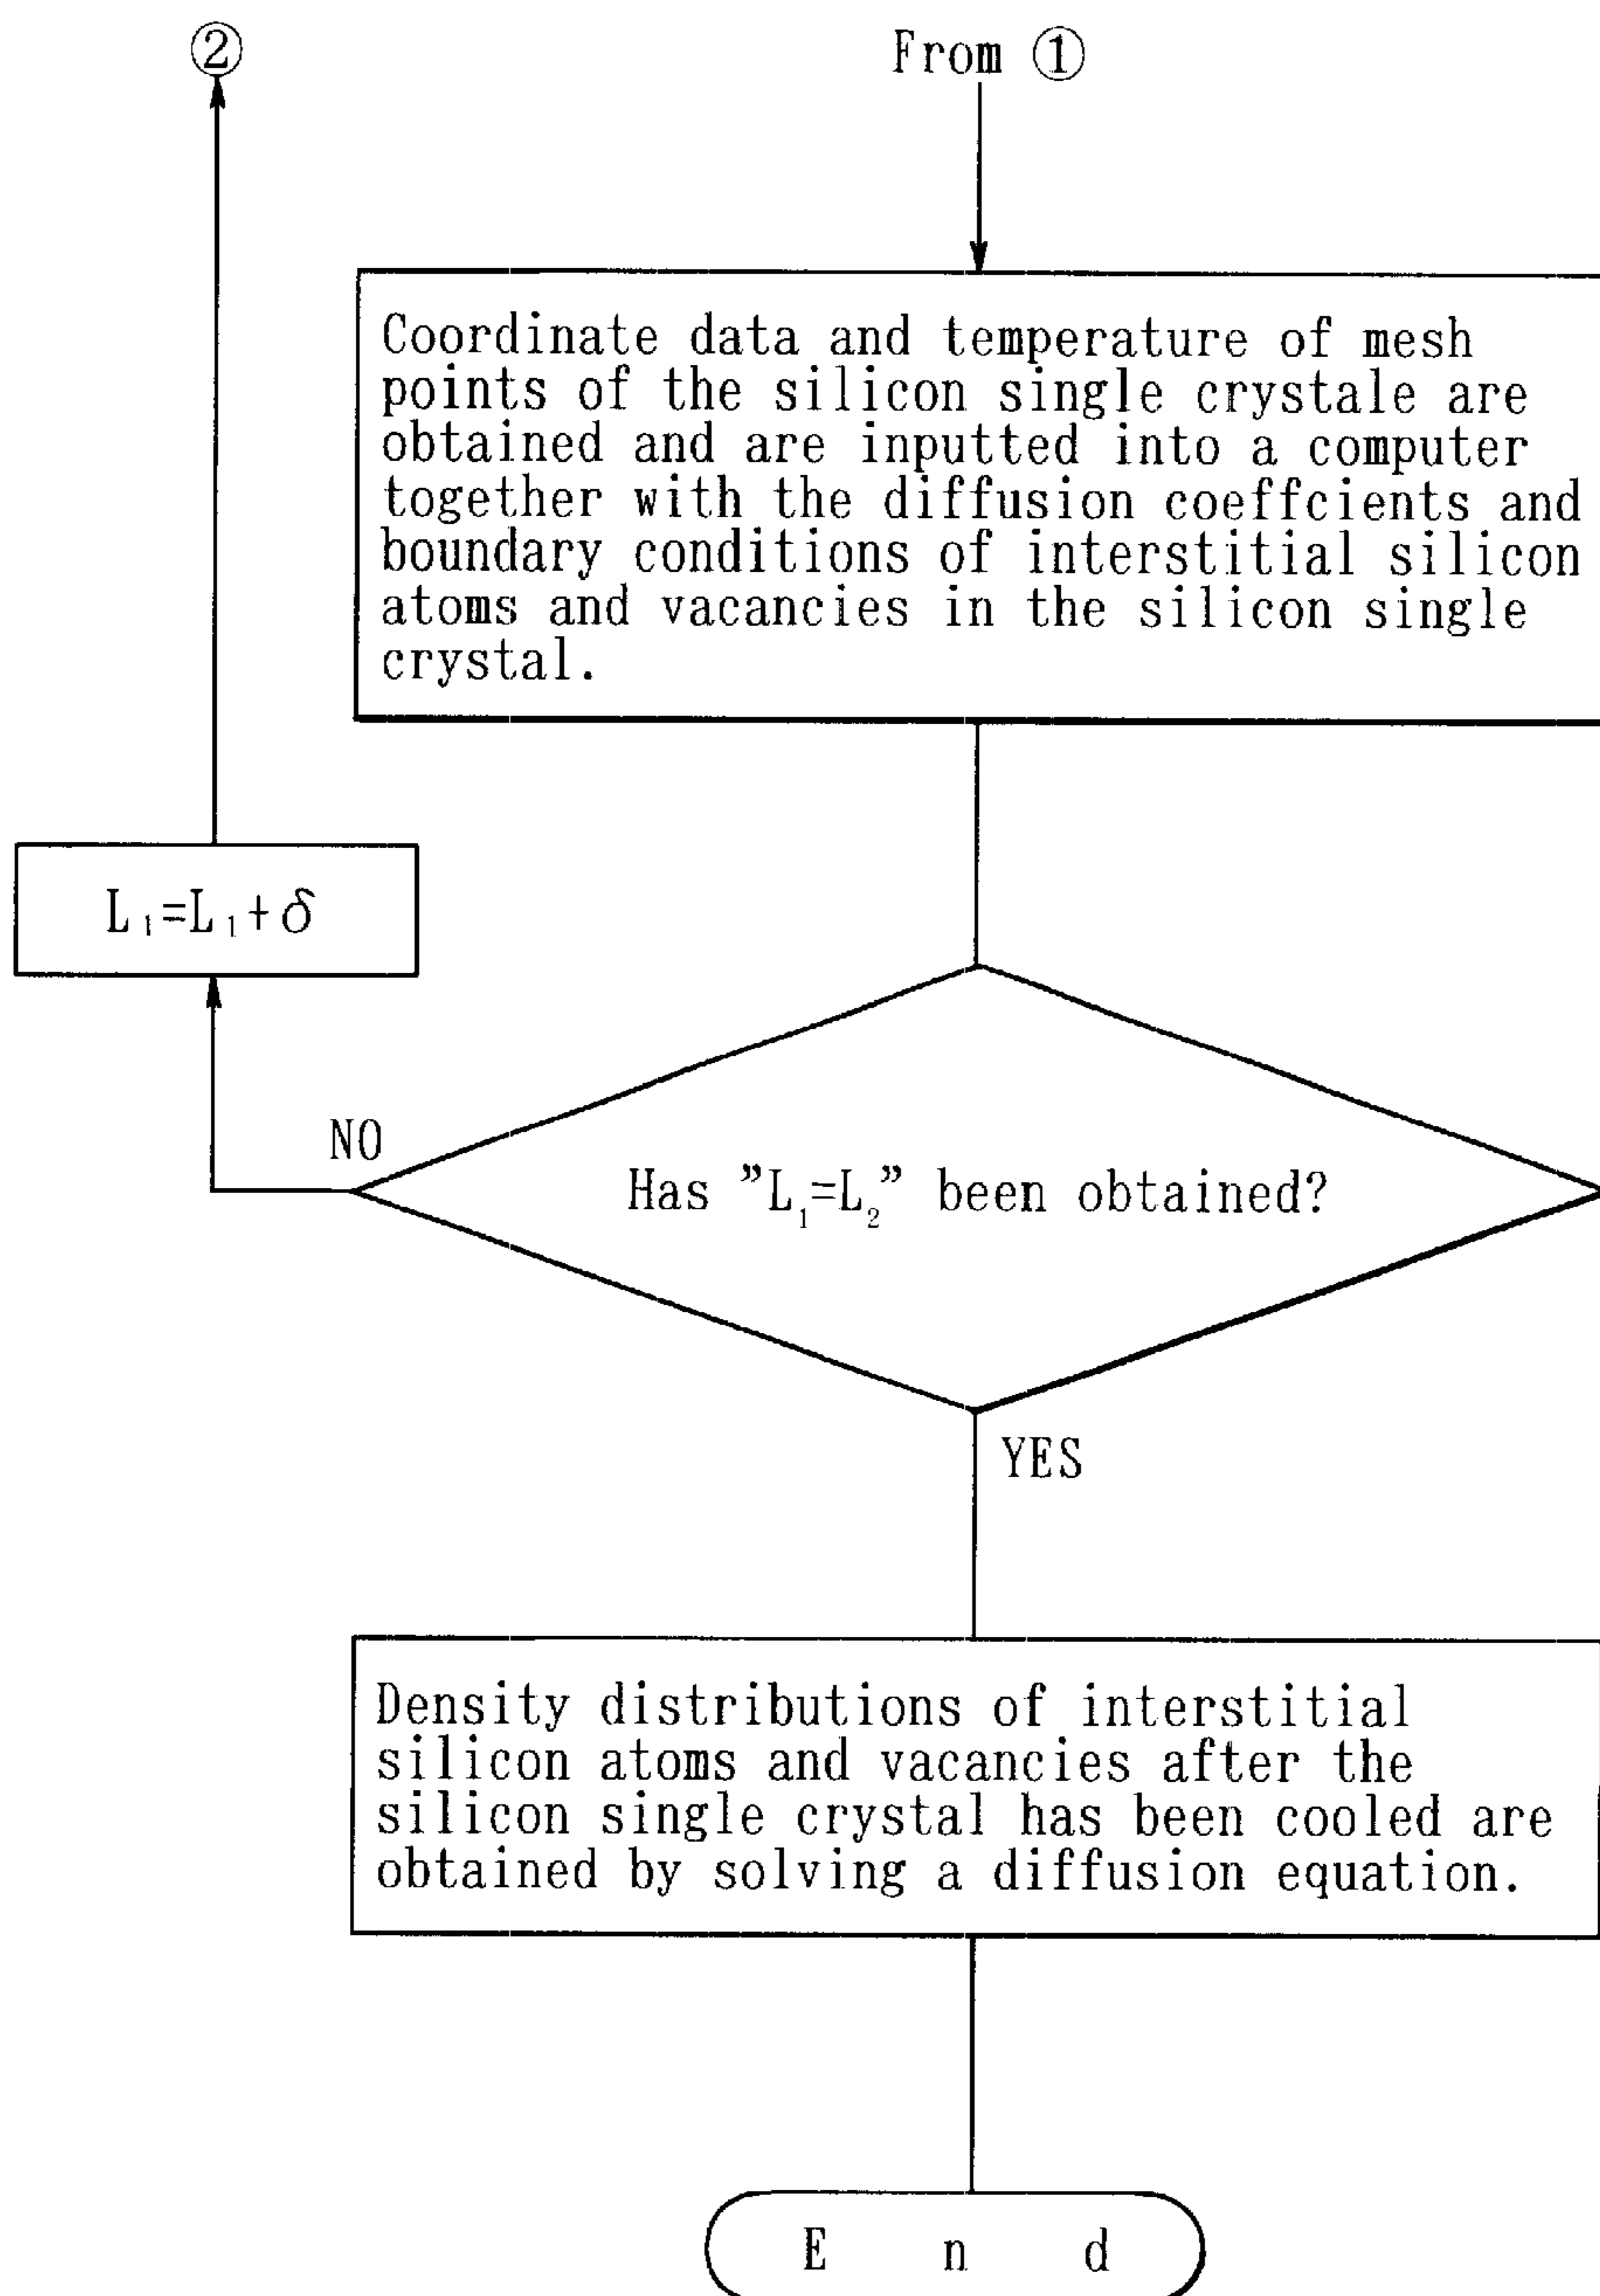 ②
From ①
Coordinate data and temperature of mesh
points of the silicon single crystale are
obtained and are inputted into a computer
together with the diffusion coeffcients and
boundary conditions of interstitial silicon
atoms and vacancies in the silicon single
crystal.
L₁=L₁+δ
NO
Has ”L₁=L₂” been obtained?
YES
Density distributions of interstitial
silicon atoms and vacancies after the
silicon single crystal has been cooled are
obtained by solving a diffusion equation.
E n d